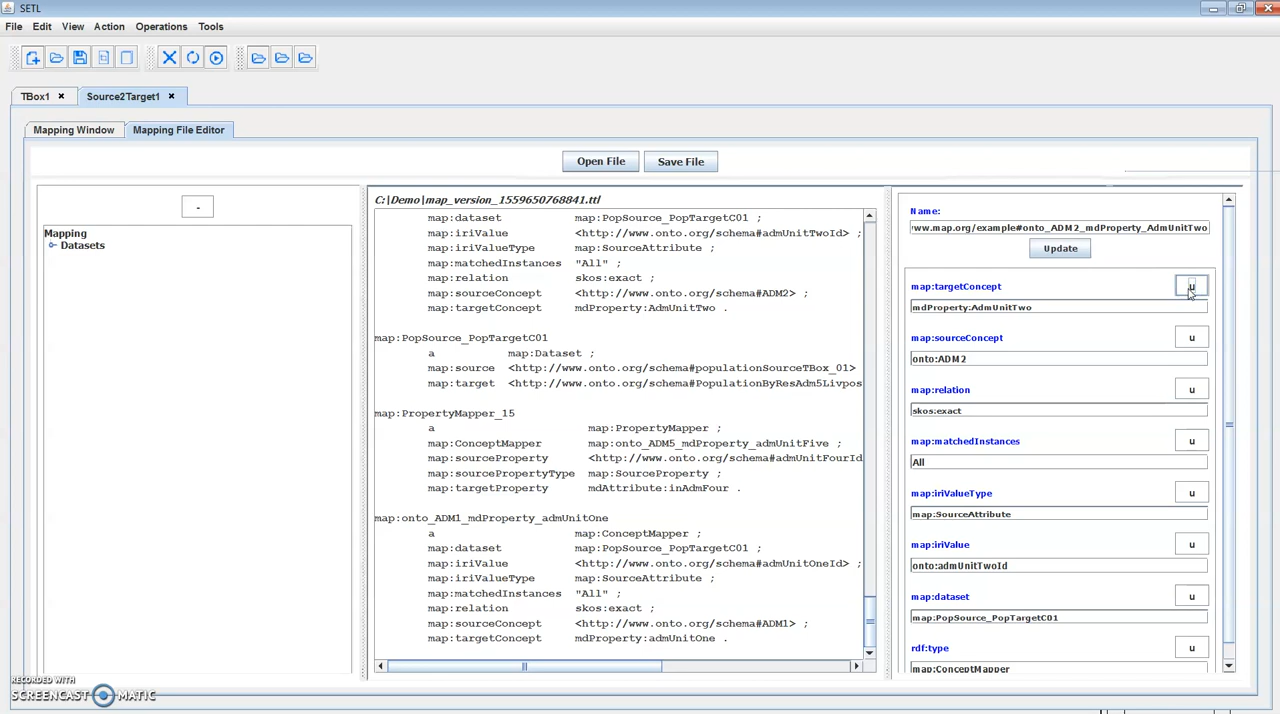 SETL
File Edit View Action Operations Tools
TBox1 × Source2Target1 ×
Mapping Window Mapping File Editor
Open File Save File
-
Mapping
Datasets
C:|Demo|map_version_1559650768841.ttl
map:dataset map:PopSource_PopTargetC01 ;
map:iriValue <http://www.onto.org/schema#admUnitTwoId> ;
map:iriValueType map:SourceAttribute ;
map:matchedInstances "All" ;
map:relation skos:exact ;
map:sourceConcept <http://www.onto.org/schema#ADM2> ;
map:targetConcept mdProperty:AdmUnitTwo .
map:PopSource_PopTargetC01
a map:Dataset ;
map:source <http://www.onto.org/schema#populationSourceTBox_01>
map:target <http://www.onto.org/schema#PopulationByResAdm5Livpos
map:PropertyMapper_15
a map:PropertyMapper ;
map:ConceptMapper map:onto_ADM5_mdProperty_admUnitFive ;
map:sourceProperty <http://www.onto.org/schema#admUnitFourId
map:sourcePropertyType map:SourceProperty ;
map:targetProperty mdAttribute:inAdmFour .
map:onto_ADM1_mdProperty_admUnitOne
a map:ConceptMapper ;
map:dataset map:PopSource_PopTargetC01 ;
map:iriValue <http://www.onto.org/schema#admUnitOneId> ;
map:iriValueType map:SourceAttribute ;
map:matchedInstances "All" ;
map:relation skos:exact ;
map:sourceConcept <http://www.onto.org/schema#ADM1> ;
map:targetConcept mdProperty:admUnitOne .
Name:
ww.map.org/example#onto_ADM2_mdProperty_AdmUnitTwo
Update
map:targetConcept u
mdProperty:AdmUnitTwo
map:sourceConcept u
onto:ADM2
map:relation u
skos:exact
map:matchedInstances u
All
map:iriValueType u
map:SourceAttribute
map:iriValue u
onto:admUnitTwoId
map:dataset u
map:PopSource_PopTargetC01
rdf:type u
map:ConceptMapper
RECORDED WITH
SCREENCAST MATIC